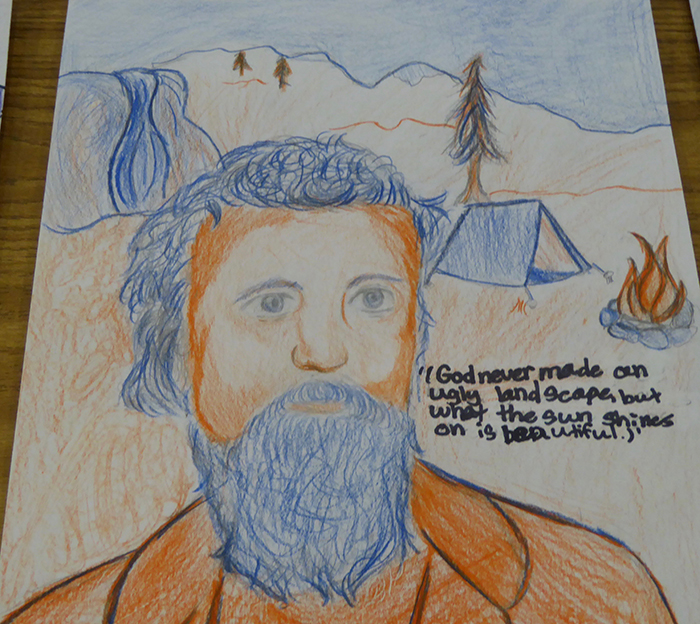 "(God never made an
ugly landscape, but
what the sun shines
on is beautiful.)"